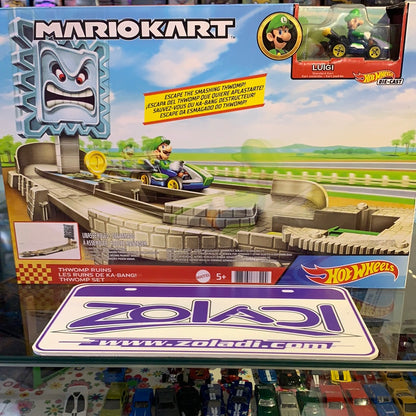 MARIOKART
LUIGI
Hot Wheels
DIE-CAST
ESCAPE THE SMASHING THWOMP!
¡ESCAPA DEL THWOMP QUE QUIERE APLASTARTE!
SAUVEZ-VOUS DU KA-BANG DESTRUCTEUR!
ESCAPE DA ESMAGADO DO THWOMP!
THWOMP RUINS
LES RUINS DE KA-BANG!
THWOMP SET
MATTEL
5+
HOT WHEELS
ZOLADI
www.zoladi.com